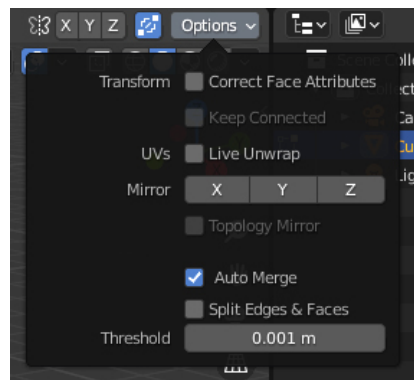 X Y Z Options
Transform Correct Face Attributes
Keep Connected
UVs Live Unwrap
Mirror X Y Z
Topology Mirror
Auto Merge
Split Edges & Faces
Threshold 0.001 m